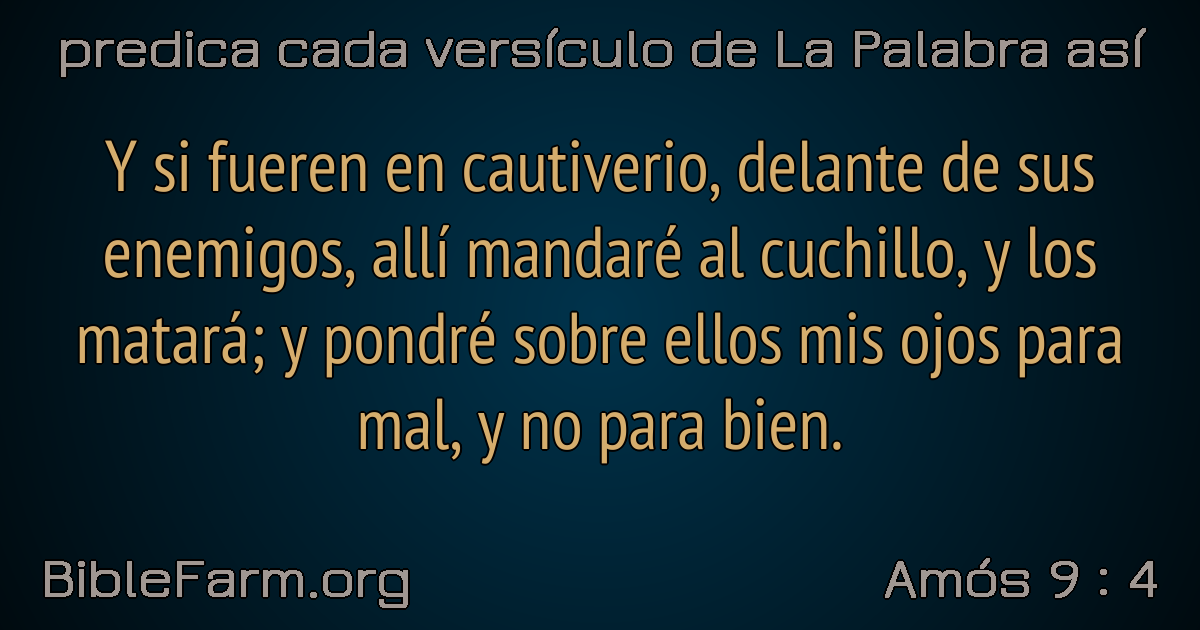 predica cada versículo de La Palabra así
Y si fueren en cautiverio, delante de sus
enemigos, allí mandaré al cuchillo, y los
matará; y pondré sobre ellos mis ojos para
mal, y no para bien.
BibleFarm.org
Amós 9 : 4